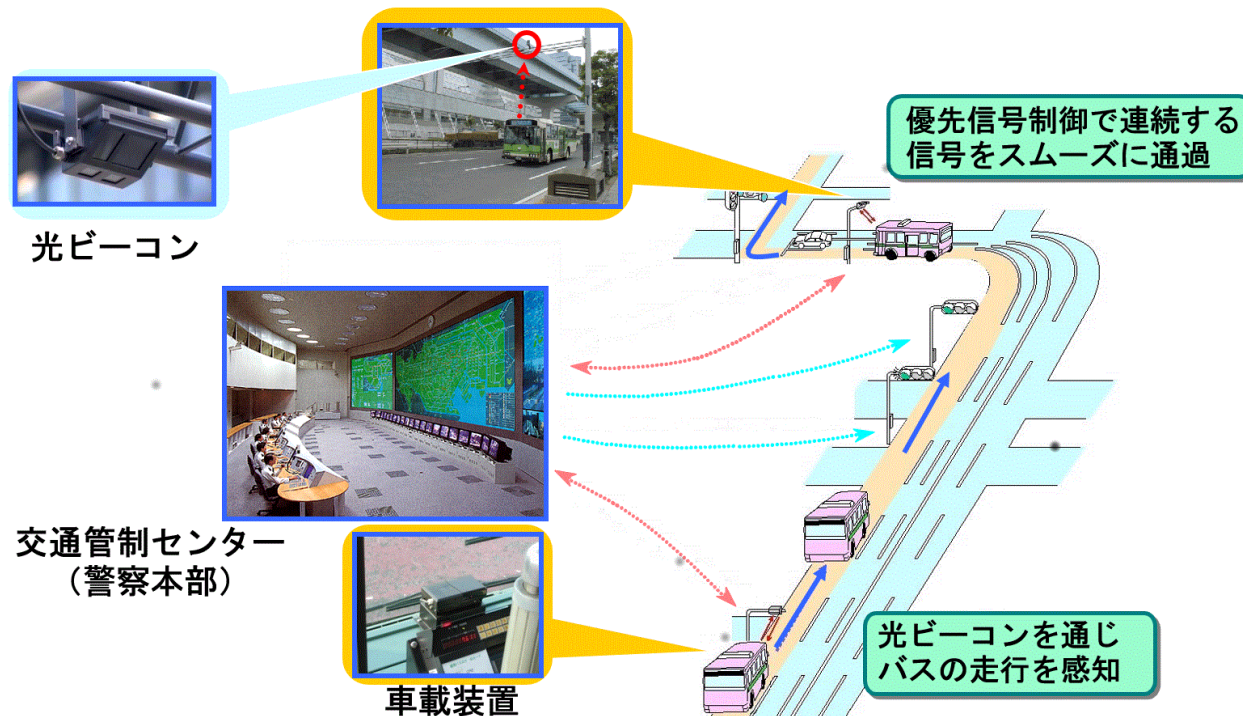 優先信号制御で連続する
信号をスムーズに通過
光ビーコン
交通管制センター
（警察本部）
光ビーコンを通じ
バスの走行を感知
車載装置